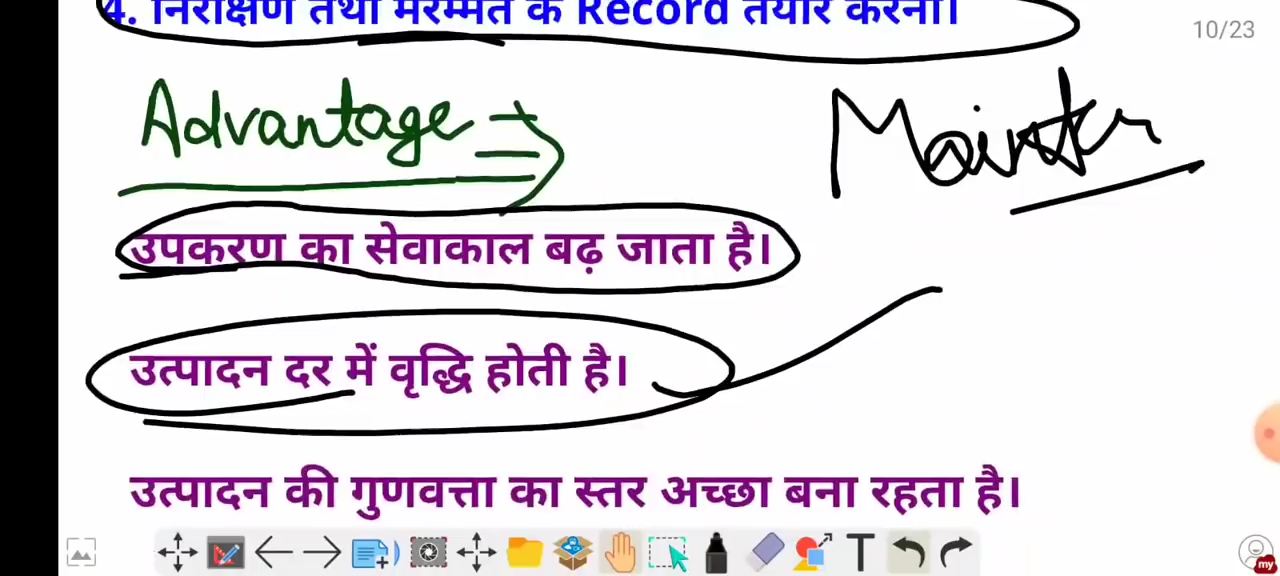 4. निरीक्षण तथा मरम्मत के Record तैयार करना।
10/23
Advantage
उपकरण का सेवाकाल बढ़ जाता है।
उत्पादन दर में वृद्धि होती है।
उत्पादन की गुणवत्ता का स्तर अच्छा बना रहता है।
T
my